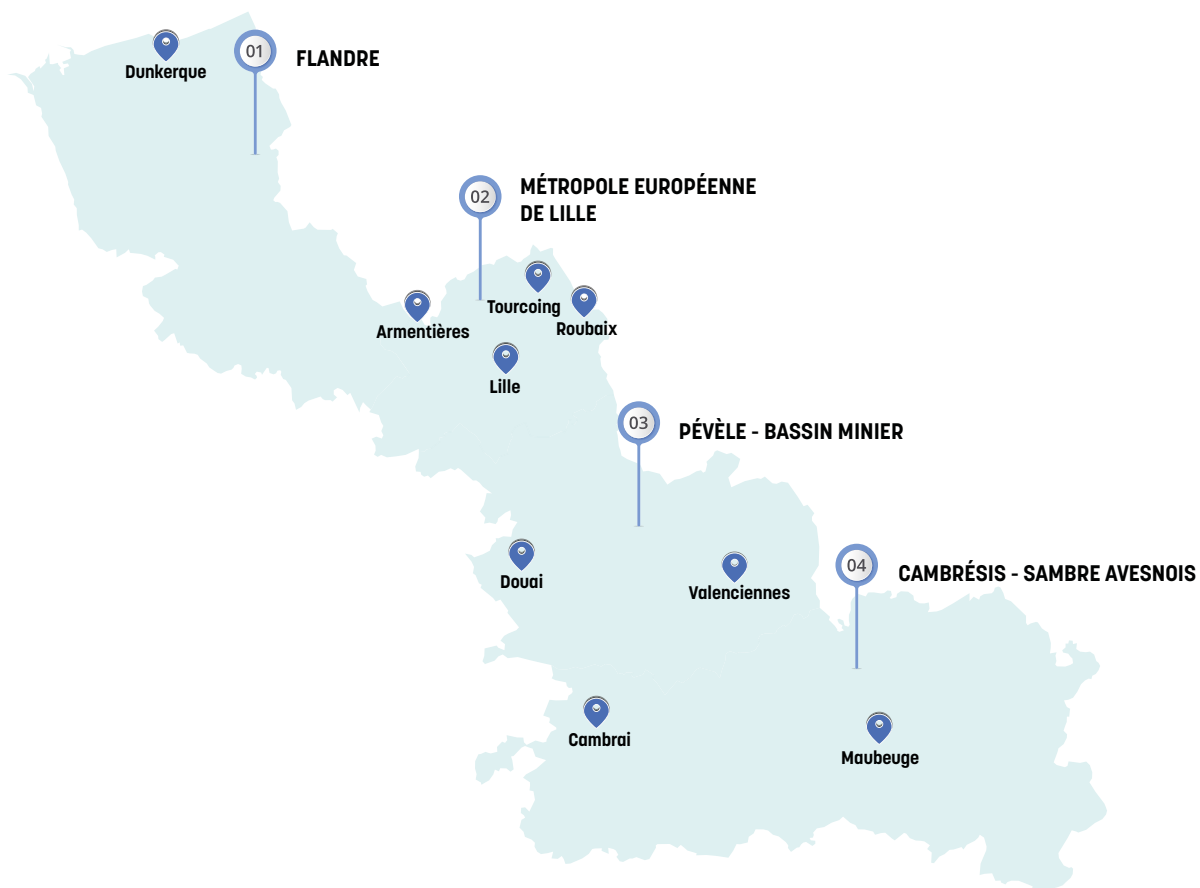 01
FLANDRE
Dunkerque
02
MÉTROPOLE EUROPÉENNE
DE LILLE
Tourcoing
Armentières
Roubaix
Lille
03
PÉVÈLE - BASSIN MINIER
Douai
Valenciennes
04
CAMBRÉSIS - SAMBRE AVESNOIS
Cambrai
Maubeuge